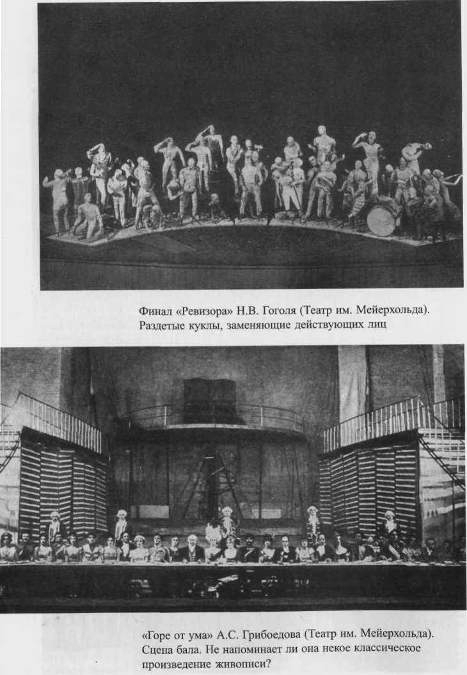 Финал «Ревизора» Н.В. Гоголя (Театр им. Мейерхольда).
Раздетые куклы, заменяющие действующих лиц
«Горе от ума» А.С. Грибоедова (Театр им. Мейерхольда).
Сцена бала. Не напоминает ли она некое классическое
произведение живописи?